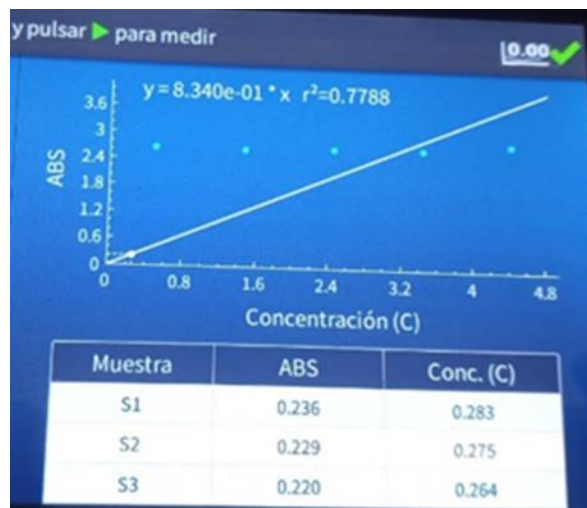 y pulsar ▶ para medir
0.00
y=8.340e-01*x r²=0.7788
ABS
3.6
3
2.4
1.8
1.2
0.6
0
0 0.8 1.6 2.4 3.2 4 4.8
Concentración (C)
Muestra ABS Conc. (C)
S1 0.236 0.283
S2 0.229 0.275
S3 0.220 0.264